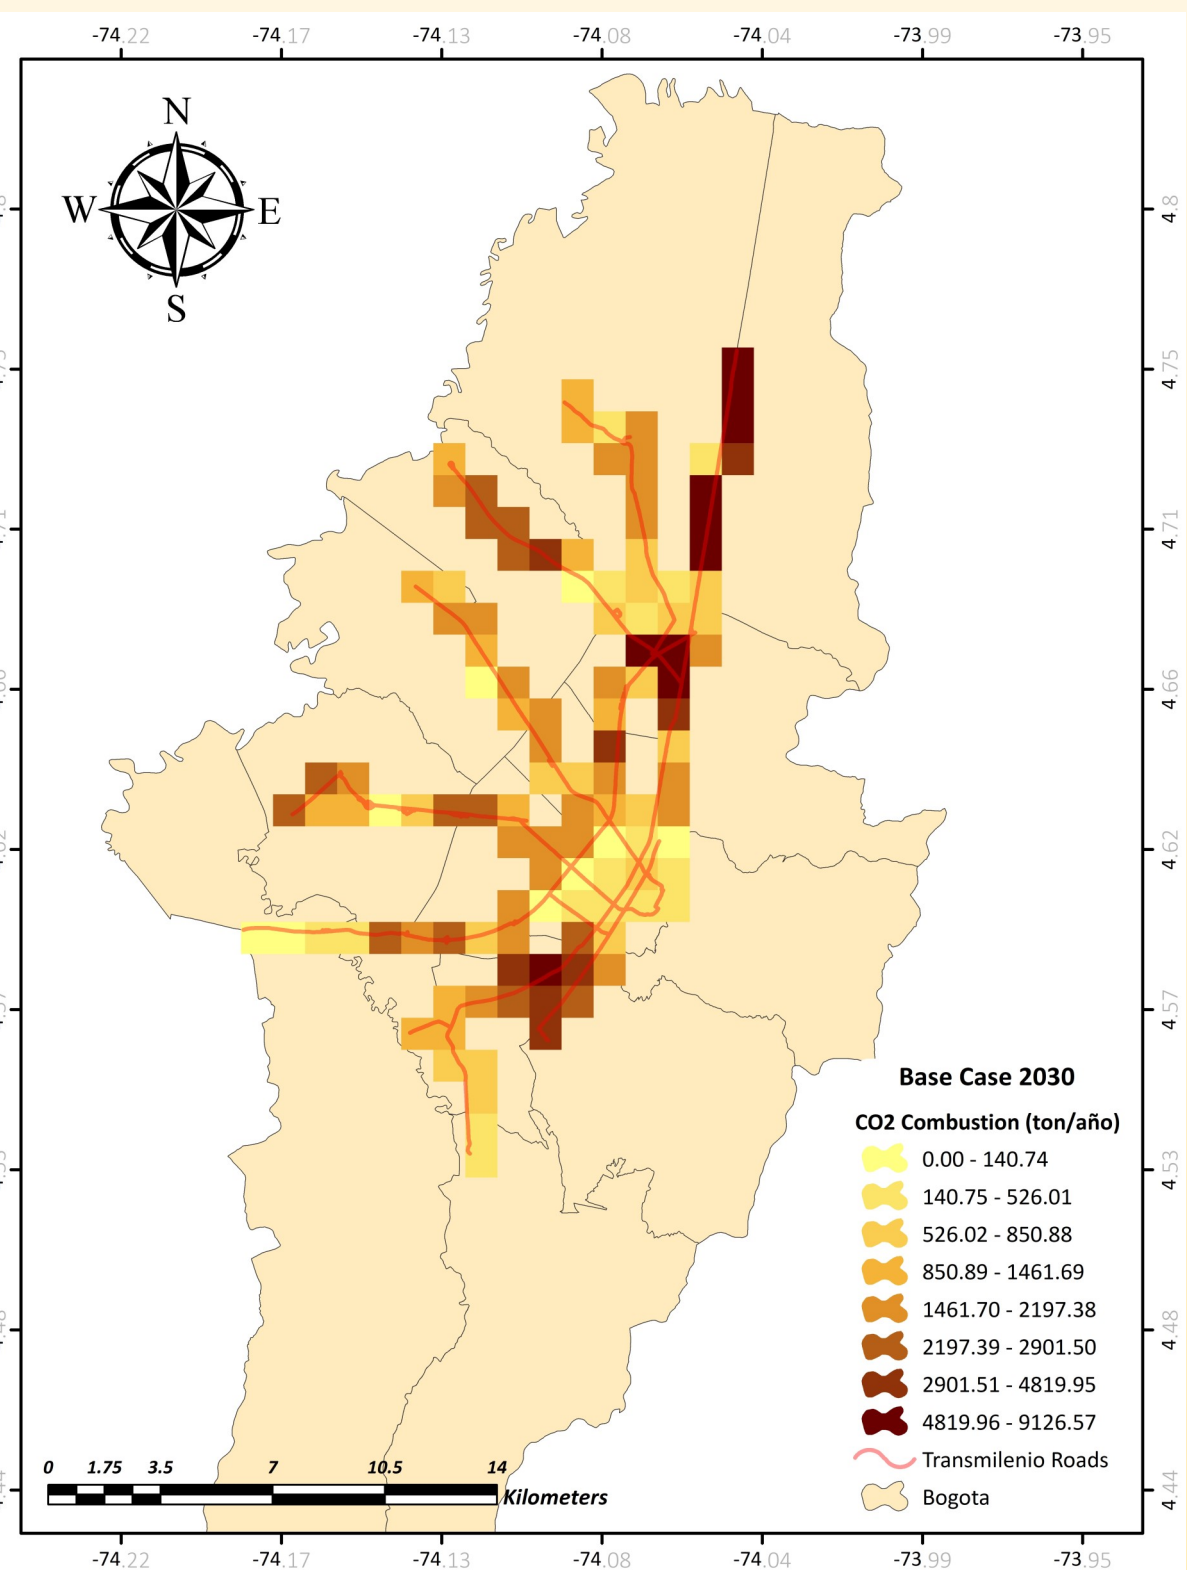 -74.22 -74.17 -74.13 -74.08 -74.04 -73.99 -73.95
N
W E
S
4.8
4.75
4.71
4.66
4.62
4.57
4.53
4.48
4.44
Base Case 2030
CO2 Combustion (ton/año)
0.00 - 140.74
140.75 - 526.01
526.02 - 850.88
850.89 - 1461.69
1461.70 - 2197.38
2197.39 - 2901.50
2901.51 - 4819.95
4819.96 - 9126.57
Transmilenio Roads
Bogota
0 1.75 3.5 7 10.5 14
Kilometers
-74.22 -74.17 -74.13 -74.08 -74.04 -73.99 -73.95